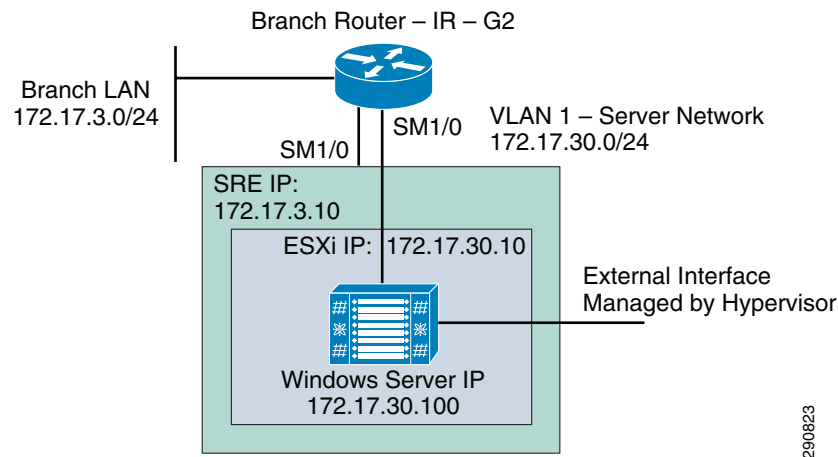 Branch Router – IR – G2
Branch LAN
172.17.3.0/24
SM1/0
SM1/0
VLAN 1 – Server Network
172.17.30.0/24
SRE IP:
172.17.3.10
ESXi IP: 172.17.30.10
External Interface
Managed by Hypervisor
Windows Server IP
172.17.30.100
290823